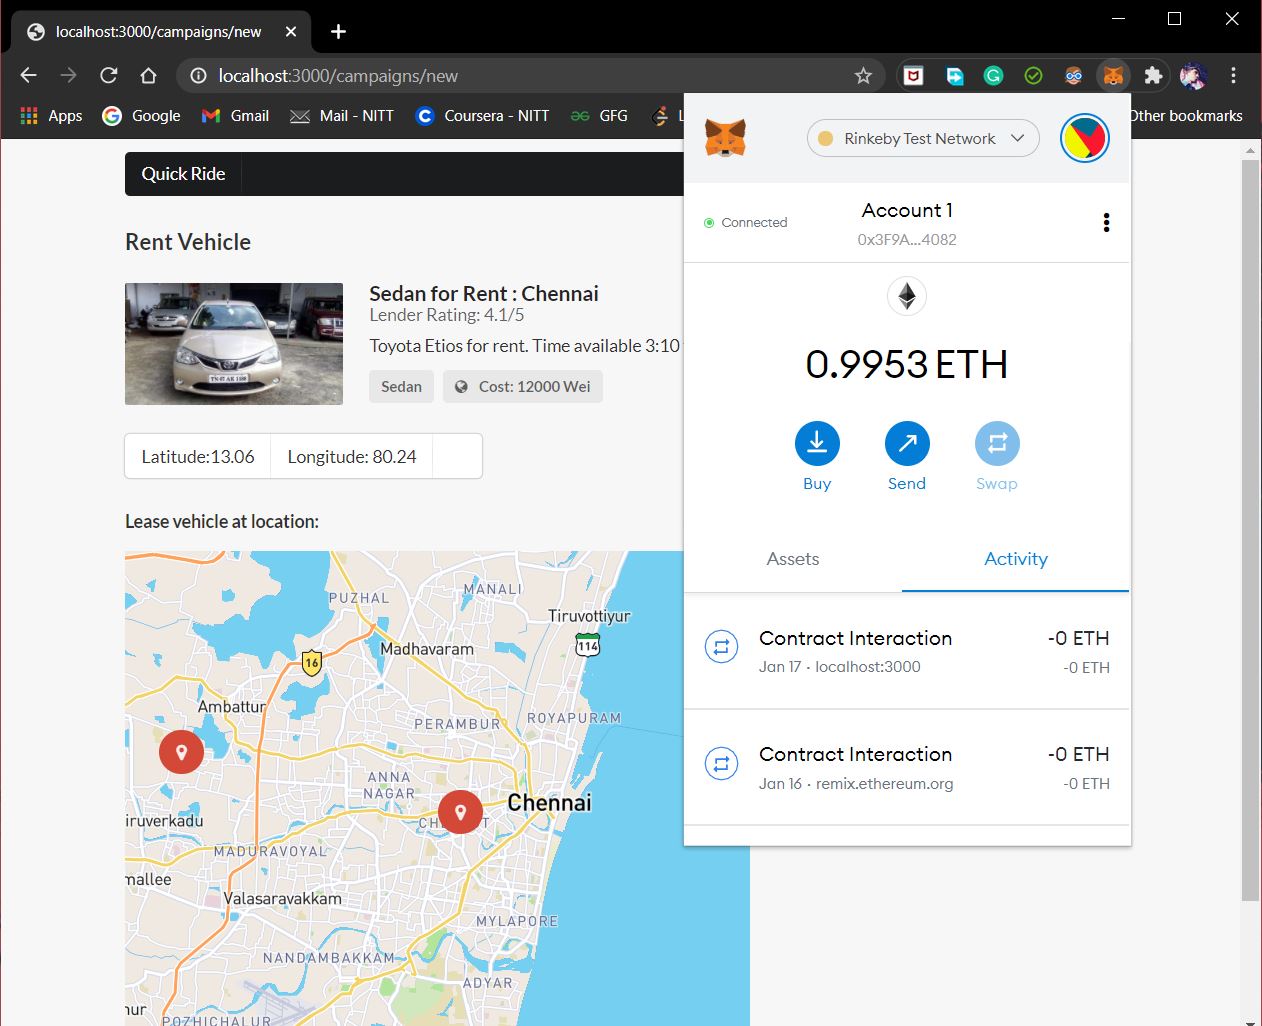 localhost:3000/campaigns/new
localhost:3000/campaigns/new
Apps Google Gmail Mail - NITT Coursera - NITT GFG L Other bookmarks
Quick Ride
Rent Vehicle
Sedan for Rent : Chennai
Lender Rating: 4.1/5
Toyota Etios for rent. Time available 3:10
Sedan Cost: 12000 Wei
Latitude:13.06 Longitude: 80.24
Lease vehicle at location:
MANALI
PUZHAL
Tiruvottiyur
114
Madhavaram
16
Ambattur
ROYAPURAM
PERAMBUR
ANNA
NAGAR
Chennai
iruverkadu
MADURAVOYAL
mallee
Valasaravakkam
MYLAPORE
NANDAMBAKKAM
ADYAR
nur
POZHICHALUR
Rinkeby Test Network
Connected
Account 1
0x3F9A...4082
0.9953 ETH
Buy Send Swap
Assets Activity
Contract Interaction -0 ETH
Jan 17 · localhost:3000 -0 ETH
Contract Interaction -0 ETH
Jan 16 · remix.ethereum.org -0 ETH